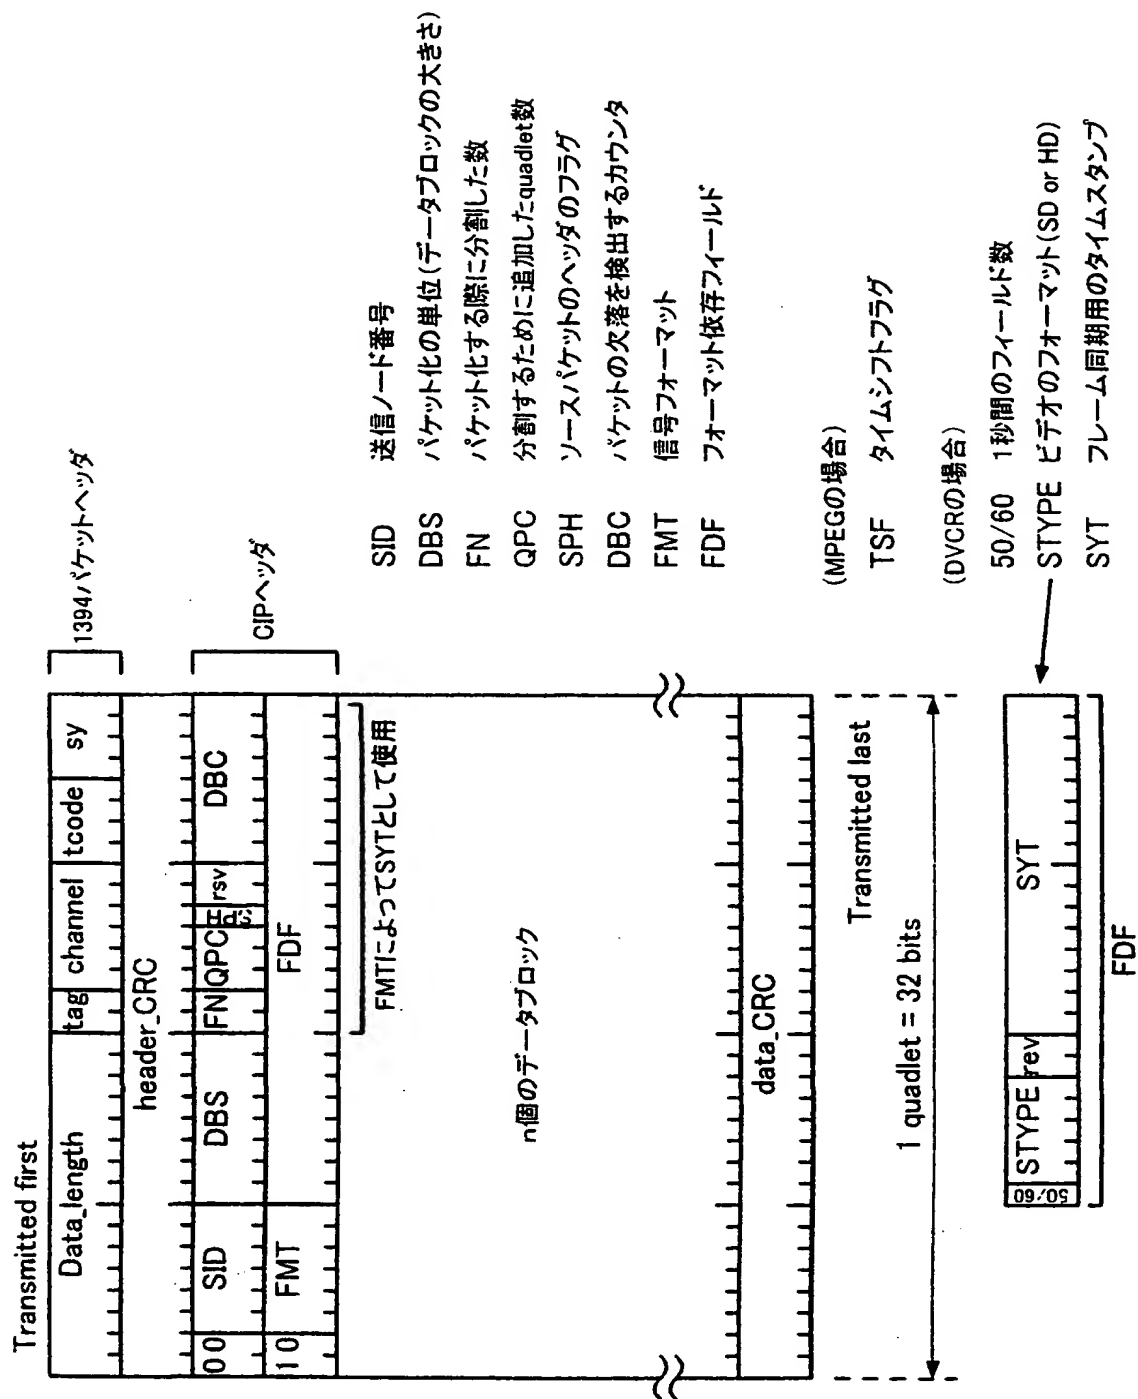 Transmitted first
Data_length tag channel tcode sy
1394パケットヘッダ
header_CRC
00 SID DBS FN QPC rsv DBC
CIPヘッダ
10 FMT FDF
FMTによってSYTとして使用
n個のデータブロック
data_CRC
Transmitted last
1 quadlet = 32 bits
50/60 STYPE rev SYT
FDF
SID 送信ノード番号
DBS パケット化の単位(データブロックの大きさ)
FN パケット化する際に分割した数
QPC 分割するために追加したquadlet数
SPH ソースパケットのヘッダのフラグ
DBC パケットの欠落を検出するカウンタ
FMT 信号フォーマット
FDF フォーマット依存フィールド
(MPEGの場合)
TSF タイムシフトフラグ
(DVCRの場合)
50/60 1秒間のフィールド数
STYPE ビデオのフォーマット(SD or HD)
SYT フレーム同期用のタイムスタンプ